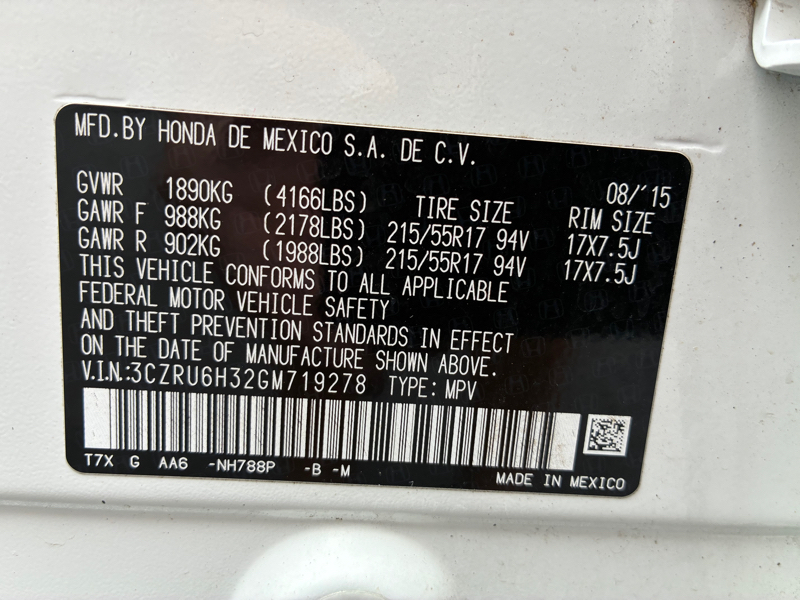 MFD.BY HONDA DE MEXICO S.A. DE C.V.
08/'15
GVWR 1890KG (4166LBS) TIRE SIZE RIM SIZE
GAWR F 988KG (2178LBS) 215/55R17 94V 17X7.5J
GAWR R 902KG (1988LBS) 215/55R17 94V 17X7.5J
THIS VEHICLE CONFORMS TO ALL APPLICABLE
FEDERAL MOTOR VEHICLE SAFETY
AND THEFT PREVENTION STANDARDS IN EFFECT
ON THE DATE OF MANUFACTURE SHOWN ABOVE.
V.I.N.:3CZRU6H32GM719278 TYPE: MPV
T7X G AA6 -NH788P -B -M
MADE IN MEXICO